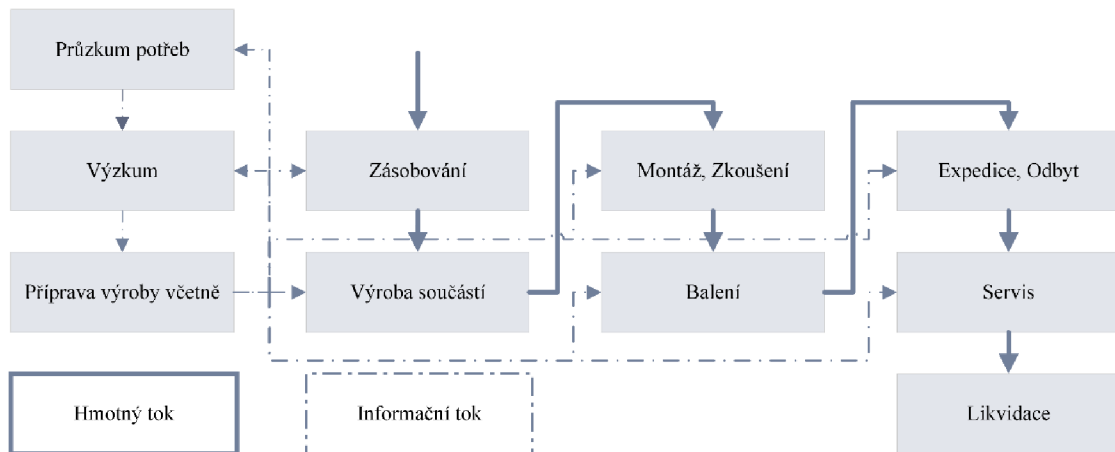 Průzkum potřeb
Výzkum
Zásobování
Montáž, Zkoušení
Expedice, Odbyt
Příprava výroby včetně
Výroba součástí
Balení
Servis
Hmotný tok
Informační tok
Likvidace